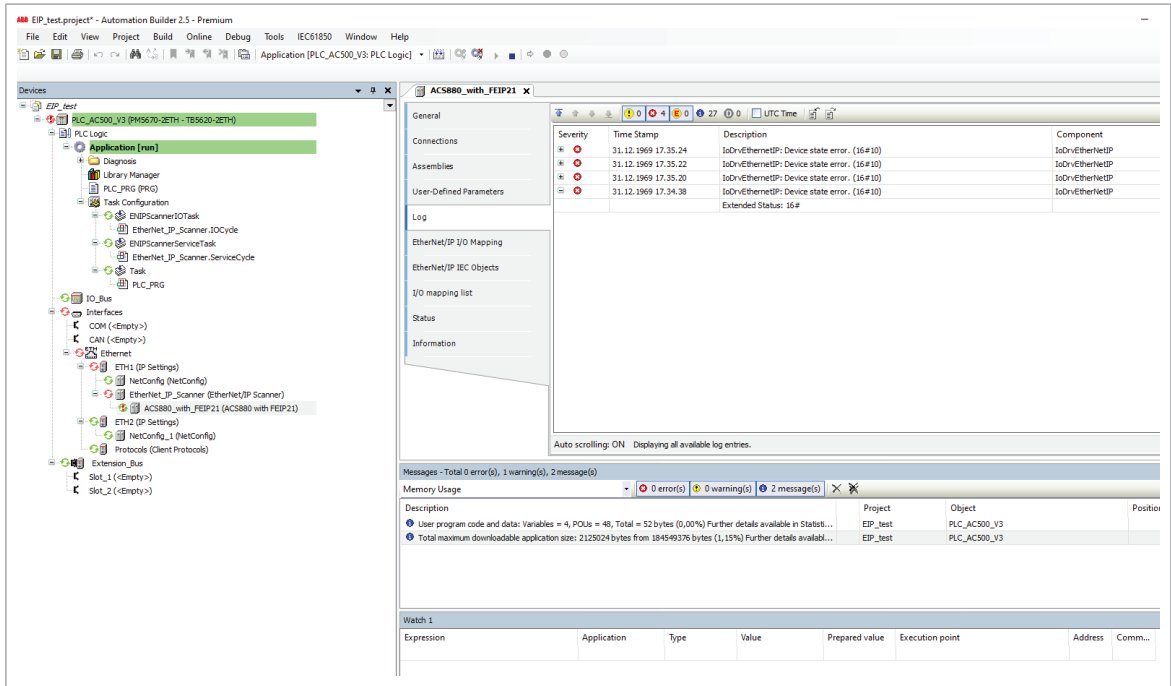 ABB EIP_test.project* - Automation Builder 2.5 - Premium
File Edit View Project Build Online Debug Tools IEC61850 Window Help
Application [PLC_AC500_V3: PLC Logic]
Devices
EIP_test
PLC_AC500_V3 (PM5670-2ETH - TB5620-2ETH)
PLC Logic
Application [run]
Diagnosis
Library Manager
PLC_PRG (PRG)
Task Configuration
ENIPScannerIOTask
EtherNet_IP_Scanner.IOCycle
ENIPScannerServiceTask
EtherNet_IP_Scanner.ServiceCycle
Task
PLC_PRG
IO_Bus
Interfaces
COM (<Empty>)
CAN (<Empty>)
Ethernet
ETH1 (IP Settings)
NetConfig (NetConfig)
EtherNet_IP_Scanner (EtherNet/IP Scanner)
ACS880_with_FEIP21 (ACS880 with FEIP21)
ETH2 (IP Settings)
NetConfig_1 (NetConfig)
Protocols (Client Protocols)
Extension_Bus
Slot_1 (<Empty>)
Slot_2 (<Empty>)
ACS880_with_FEIP21 x
General
Connections
Assemblies
User-Defined Parameters
Log
EtherNet/IP I/O Mapping
EtherNet/IP IEC Objects
I/O mapping list
Status
Information
0 4 0 27 0 UTC Time
Severity Time Stamp Description Component
31.12.1969 17.35.24 IoDrvEthernetIP: Device state error. (16#10) IoDrvEtherNetIP
31.12.1969 17.35.22 IoDrvEthernetIP: Device state error. (16#10) IoDrvEtherNetIP
31.12.1969 17.35.20 IoDrvEthernetIP: Device state error. (16#10) IoDrvEtherNetIP
31.12.1969 17.34.38 IoDrvEthernetIP: Device state error. (16#10) IoDrvEtherNetIP
Extended Status: 16#
Auto scrolling: ON Displaying all available log entries.
Messages - Total 0 error(s), 1 warning(s), 2 message(s)
Memory Usage 0 error(s) 0 warning(s) 2 message(s)
Description Project Object Position
User program code and data: Variables = 4, POUs = 48, Total = 52 bytes (0,00%) Further details available in Statisti... EIP_test PLC_AC500_V3
Total maximum downloadable application size: 2125024 bytes from 184549376 bytes (1,15%) Further details availabl... EIP_test PLC_AC500_V3
Watch 1
Expression Application Type Value Prepared value Execution point Address Comm...